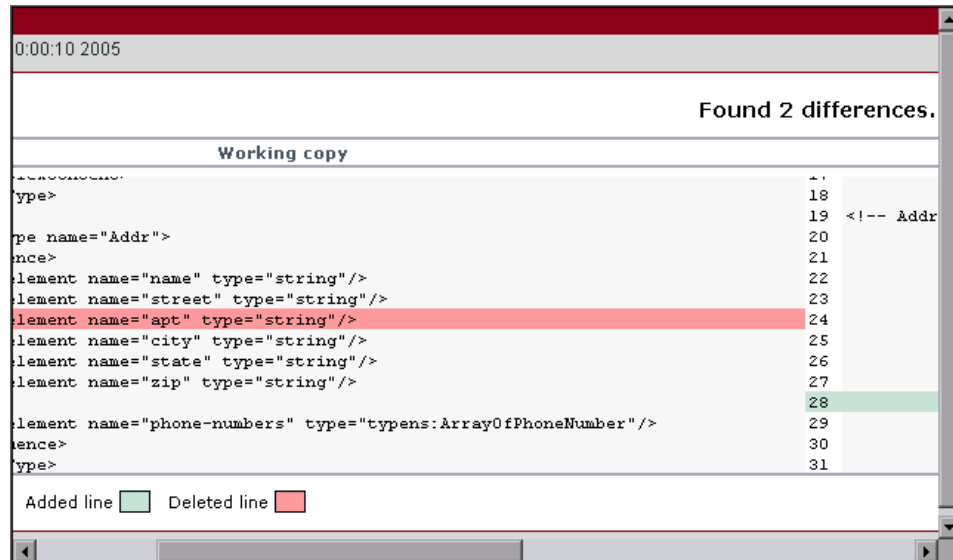 0:00:10 2005
Found 2 differences.
Working copy
ype>
18
19 <!-- Addr
pe name="Addr">
20
nce>
21
lement name="name" type="string"/>
22
lement name="street" type="string"/>
23
lement name="apt" type="string"/>
24
lement name="city" type="string"/>
25
lement name="state" type="string"/>
26
lement name="zip" type="string"/>
27
28
lement name="phone-numbers" type="typens:ArrayOfPhoneNumber"/>
29
ence>
30
ype>
31
Added line Deleted line